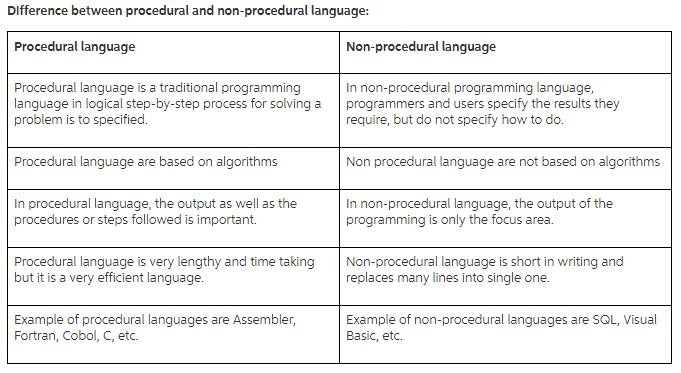 Difference between procedural and non-procedural language:
Procedural language
Non-procedural language
Procedural language is a traditional programming
language in logical step-by-step process for solving a
problem is to specified.
In non-procedural programming language,
programmers and users specify the results they
require, but do not specify how to do.
Procedural language are based on algorithms
Non procedural language are not based on algorithms
In procedural language, the output as well as the
procedures or steps followed is important.
In non-procedural language, the output of the
programming is only the focus area.
Procedural language is very lengthy and time taking
but it is a very efficient language.
Non-procedural language is short in writing and
replaces many lines into single one.
Example of procedural languages are Assembler,
Fortran, Cobol, C, etc.
Example of non-procedural languages are SQL, Visual
Basic, etc.